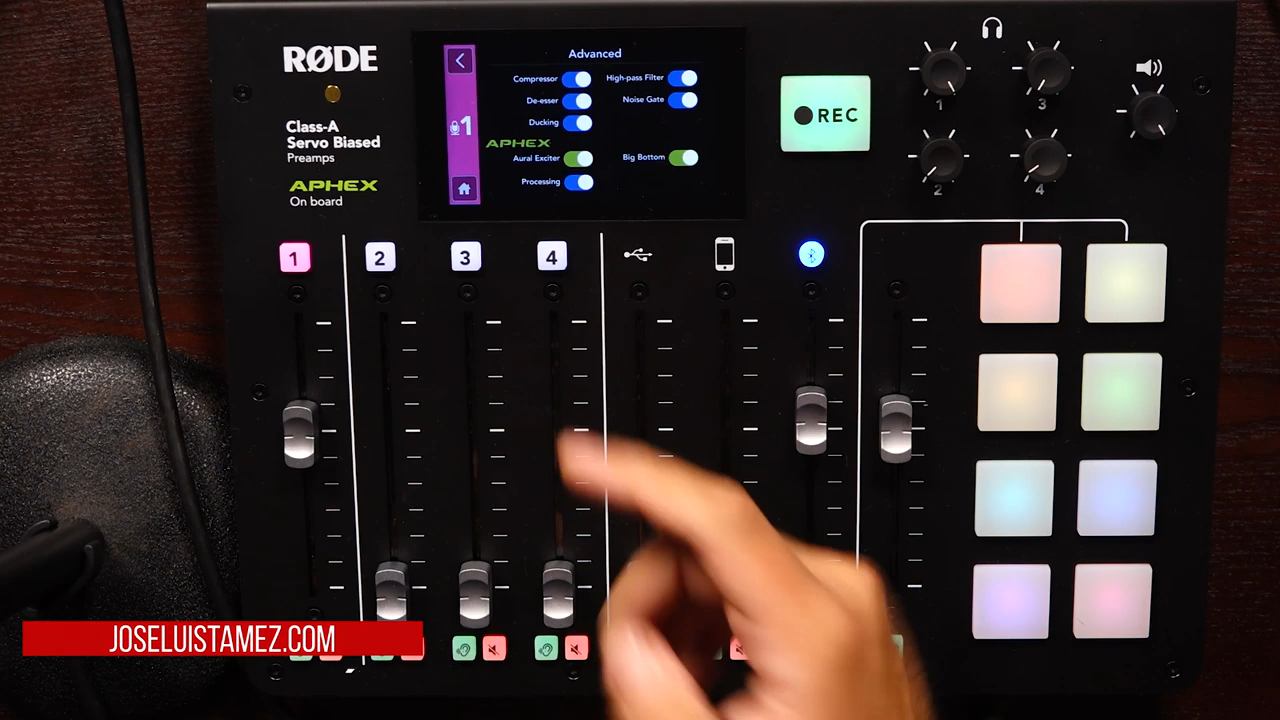 RØDE
Class-A
Servo Biased
Preamps
APHEX
On board
Advanced
Compressor
High-pass Filter
De-esser
Noise Gate
Ducking
1
APHEX
Aural Exciter
Big Bottom
Processing
REC
1
3
2
4
1
2
3
4
JOSELUISTAMEZ.COM